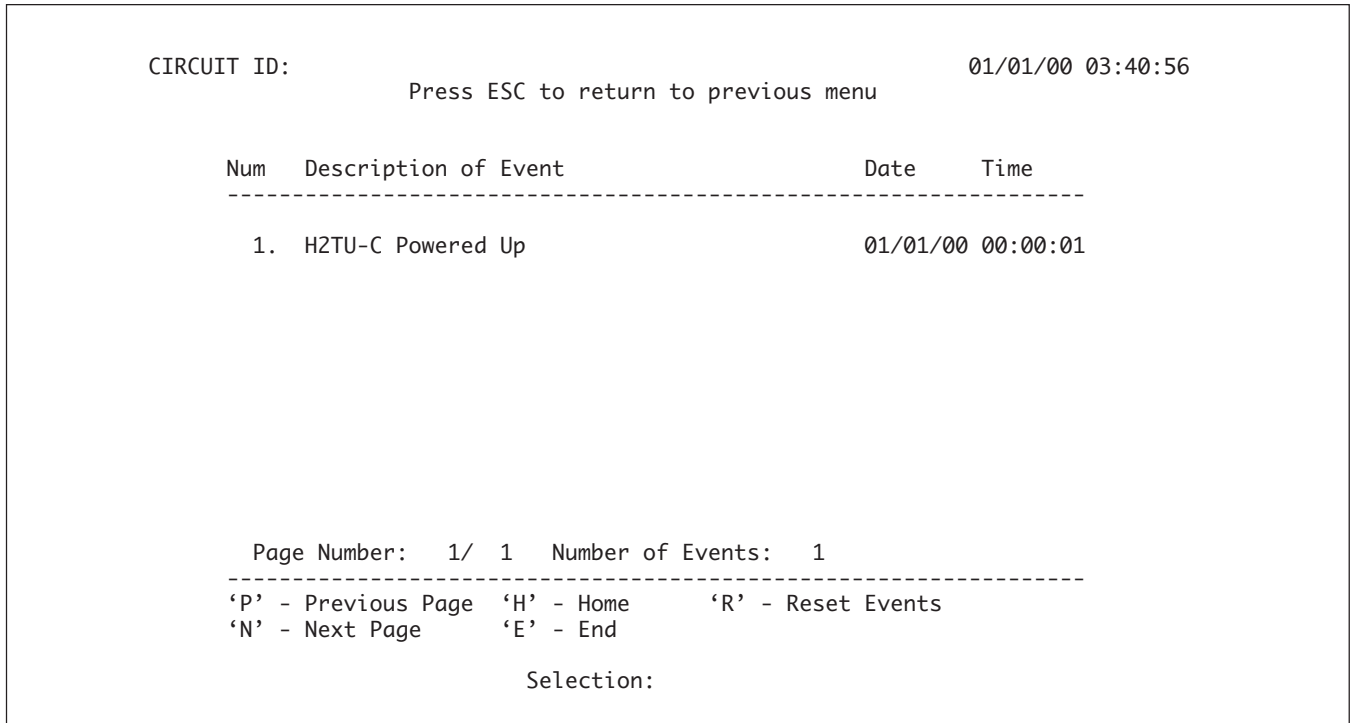 CIRCUIT ID: 01/01/00 03:40:56
Press ESC to return to previous menu
Num Description of Event Date Time
--------------------------------------------------------------------
1. H2TU-C Powered Up 01/01/00 00:00:01
Page Number: 1/ 1 Number of Events: 1
--------------------------------------------------------------------
‘P’ - Previous Page ‘H’ - Home ‘R’ - Reset Events
‘N’ - Next Page ‘E’ - End
Selection: